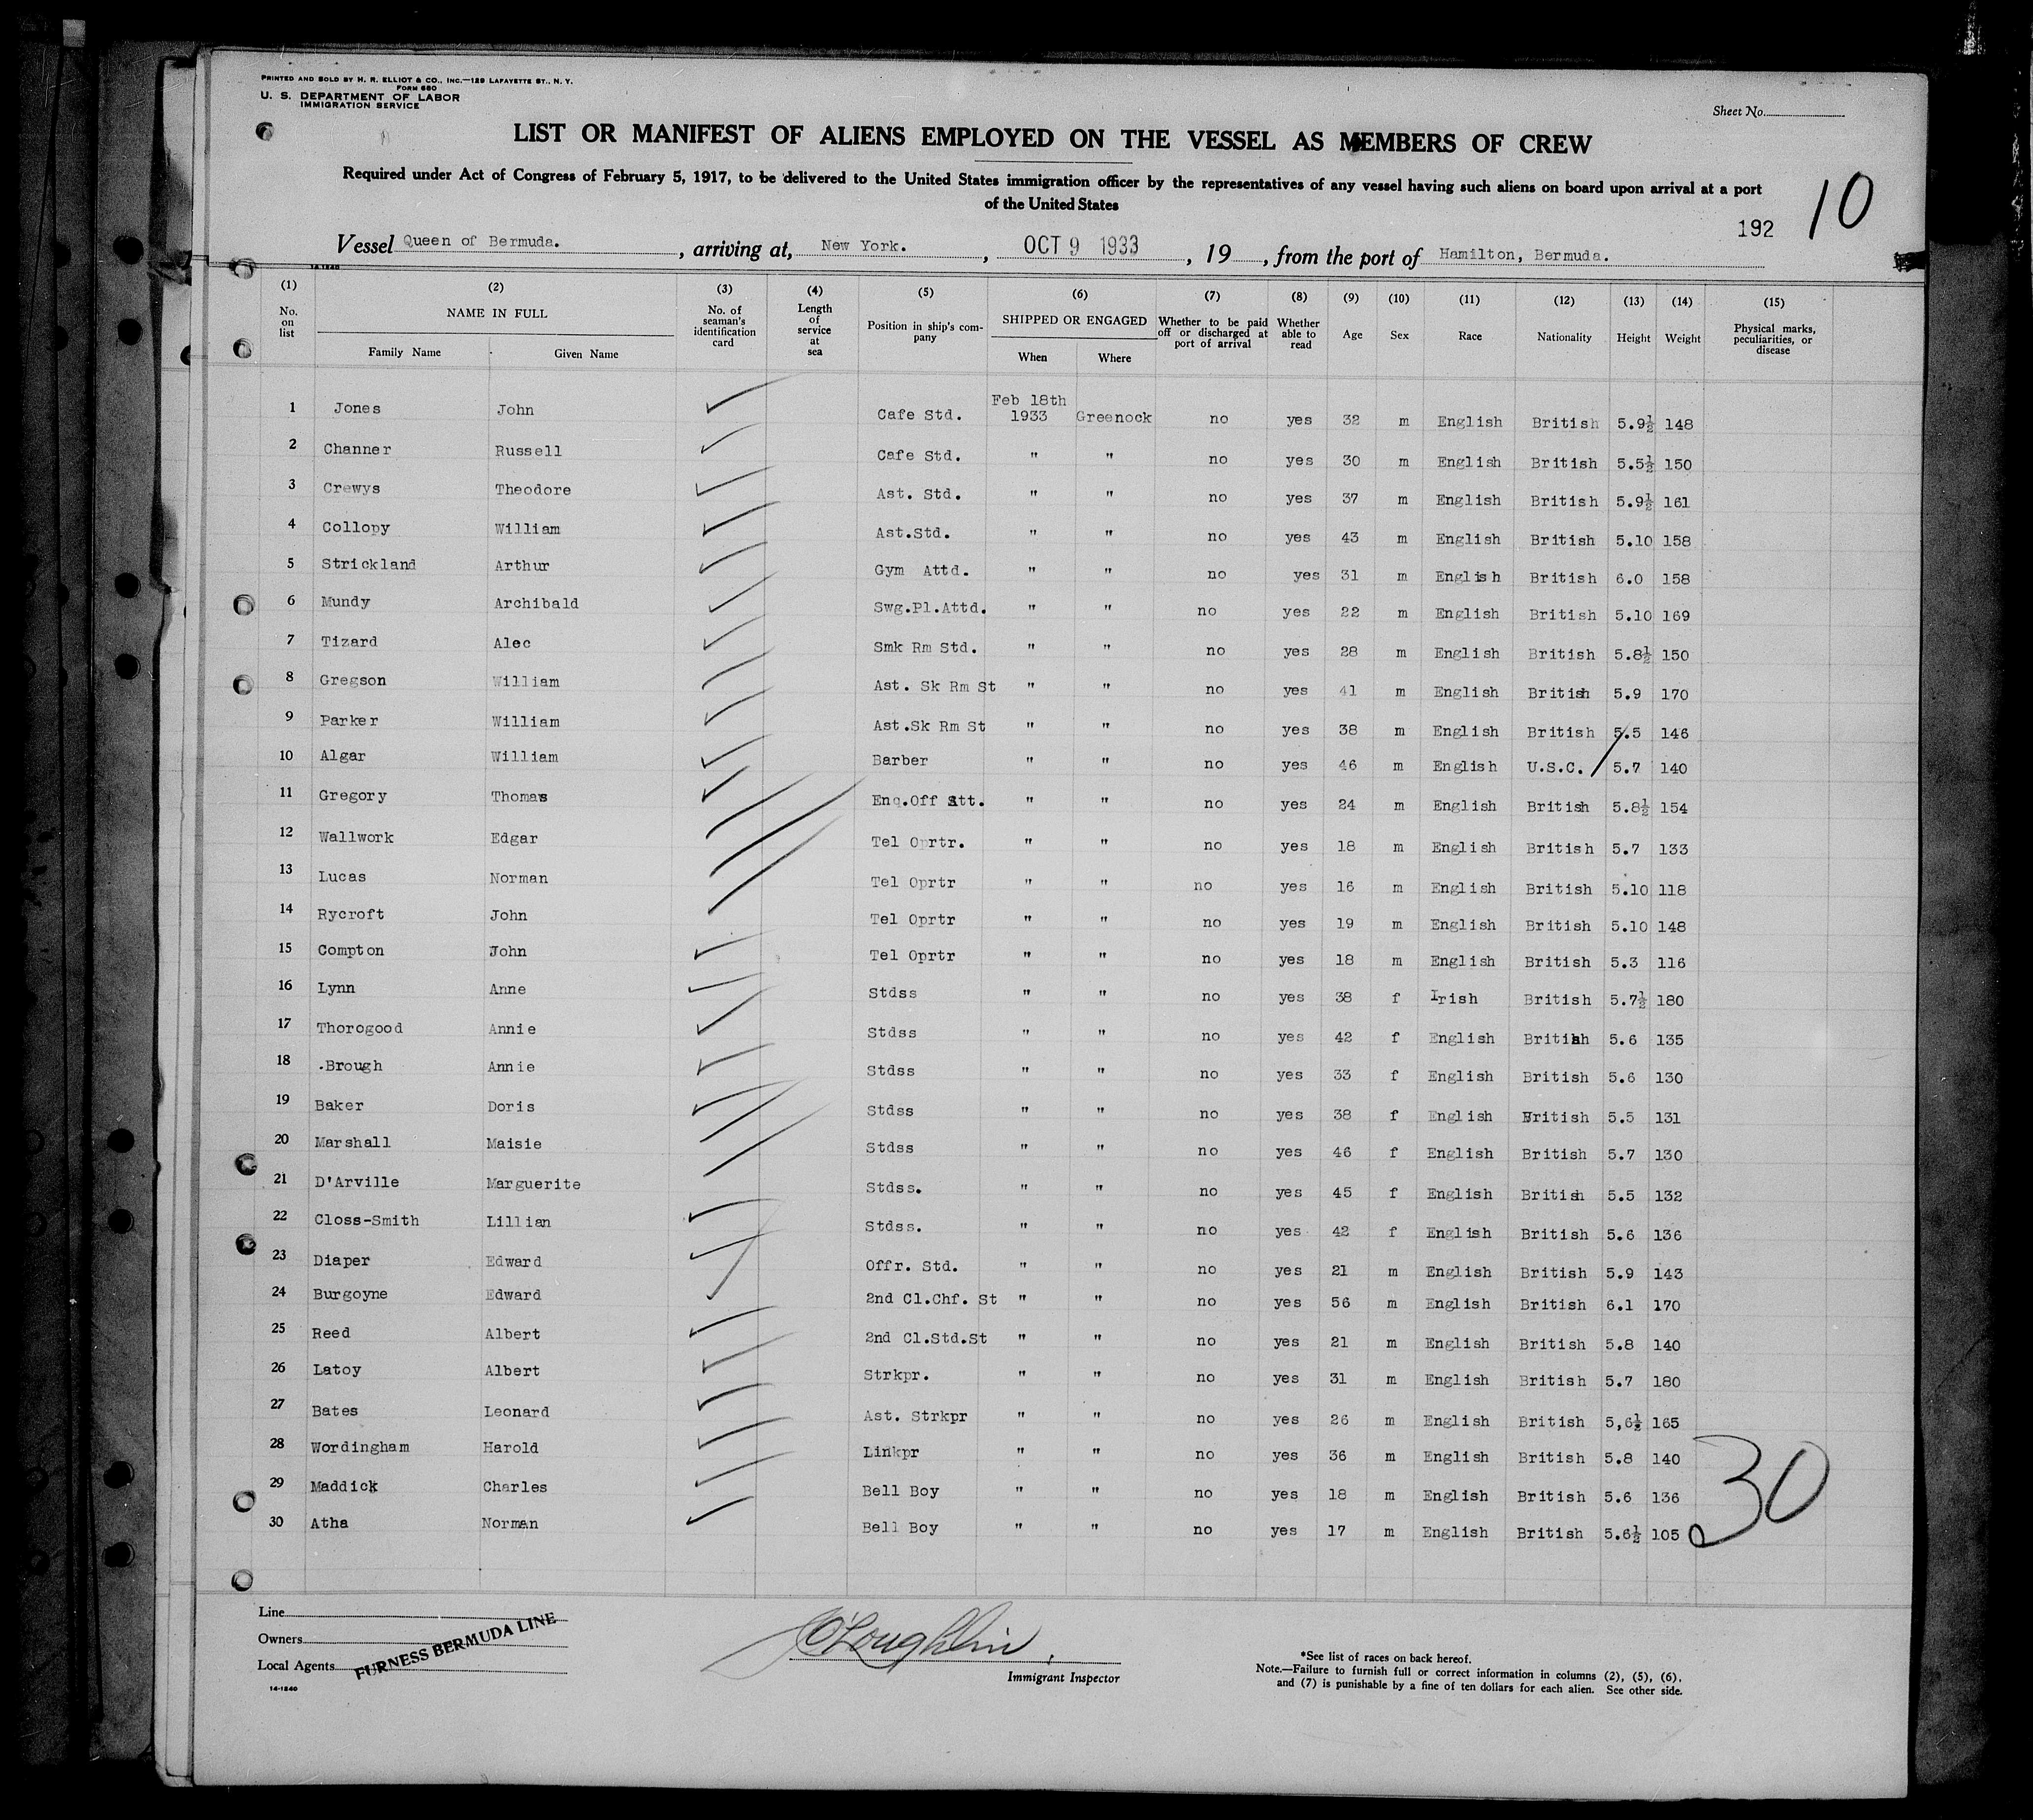 PRINTED AND SOLD BY H. R. ELLIOT & CO., INC.—129 LAFAYETTE ST., N. Y.
FORM 680
U. S. DEPARTMENT OF LABOR
IMMIGRATION SERVICE
Sheet No.
LIST OR MANIFEST OF ALIENS EMPLOYED ON THE VESSEL AS MEMBERS OF CREW
Required under Act of Congress of February 5, 1917, to be delivered to the United States immigration officer by the representatives of any vessel having such aliens on board upon arrival at a port
of the United States
192 10
Vessel Queen of Bermuda. , arriving at, New York. , OCT 9 1933 , 19 , from the port of Hamilton, Bermuda.
14-1240
(1) (2) (3) (4) (5) (6) (7) (8) (9) (10) (11) (12) (13) (14) (15)
No. on list NAME IN FULL Family Name Given Name No. of seaman's identification card Length of service at sea Position in ship's company SHIPPED OR ENGAGED When Where Whether to be paid off or discharged at port of arrival Whether able to read Age Sex Race Nationality Height Weight Physical marks, peculiarities, or disease
1 Jones John Cafe Std. Feb 18th 1933 Greenock no yes 32 m English British 5.9½ 148
2 Channer Russell Cafe Std. " " no yes 30 m English British 5.5½ 150
3 Crewys Theodore Ast. Std. " " no yes 37 m English British 5.9½ 161
4 Collopy William Ast.Std. " " no yes 43 m English British 5.10 158
5 Strickland Arthur Gym Attd. " " no yes 31 m English British 6.0 158
6 Mundy Archibald Swg.Pl.Attd. " " no yes 22 m English British 5.10 169
7 Tizard Alec Smk Rm Std. " " no yes 28 m English British 5.8½ 150
8 Gregson William Ast. Sk Rm St " " no yes 41 m English British 5.9 170
9 Parker William Ast.Sk Rm St " " no yes 38 m English British 5.5 146
10 Algar William Barber " " no yes 46 m English U.S.C. 5.7 140
11 Gregory Thomas Enq.Off Att. " " no yes 24 m English British 5.8½ 154
12 Wallwork Edgar Tel Oprtr. " " no yes 18 m English British 5.7 133
13 Lucas Norman Tel Oprtr " " no yes 16 m English British 5.10 118
14 Rycroft John Tel Oprtr " " no yes 19 m English British 5.10 148
15 Compton John Tel Oprtr " " no yes 18 m English British 5.3 116
16 Lynn Anne Stdss " " no yes 38 f Irish British 5.7½ 180
17 Thorogood Annie Stdss " " no yes 42 f English British 5.6 135
18 .Brough Annie Stdss " " no yes 33 f English British 5.6 130
19 Baker Doris Stdss " " no yes 38 f English British 5.5 131
20 Marshall Maisie Stdss " " no yes 46 f English British 5.7 130
21 D'Arville Marguerite Stdss. " " no yes 45 f English British 5.5 132
22 Closs-Smith Lillian Stdss. " " no yes 42 f English British 5.6 136
23 Diaper Edward Offr. Std. " " no yes 21 m English British 5.9 143
24 Burgoyne Edward 2nd Cl.Chf. St " " no yes 56 m English British 6.1 170
25 Reed Albert 2nd Cl.Std.St " " no yes 21 m English British 5.8 140
26 Latoy Albert Strkpr. " " no yes 31 m English British 5.7 180
27 Bates Leonard Ast. Strkpr " " no yes 26 m English British 5,6½ 165
28 Wordingham Harold Linkpr " " no yes 36 m English British 5.8 140
29 Maddick Charles Bell Boy " " no yes 18 m English British 5.6 136
30 Atha Norman Bell Boy " " no yes 17 m English British 5.6½ 105
30
Line
Owners
Local Agents
FURNESS BERMUDA LINE
14-1240
O'Loughlin
Immigrant Inspector
*See list of races on back hereof.
Note.—Failure to furnish full or correct information in columns (2), (5), (6),
and (7) is punishable by a fine of ten dollars for each alien. See other side.